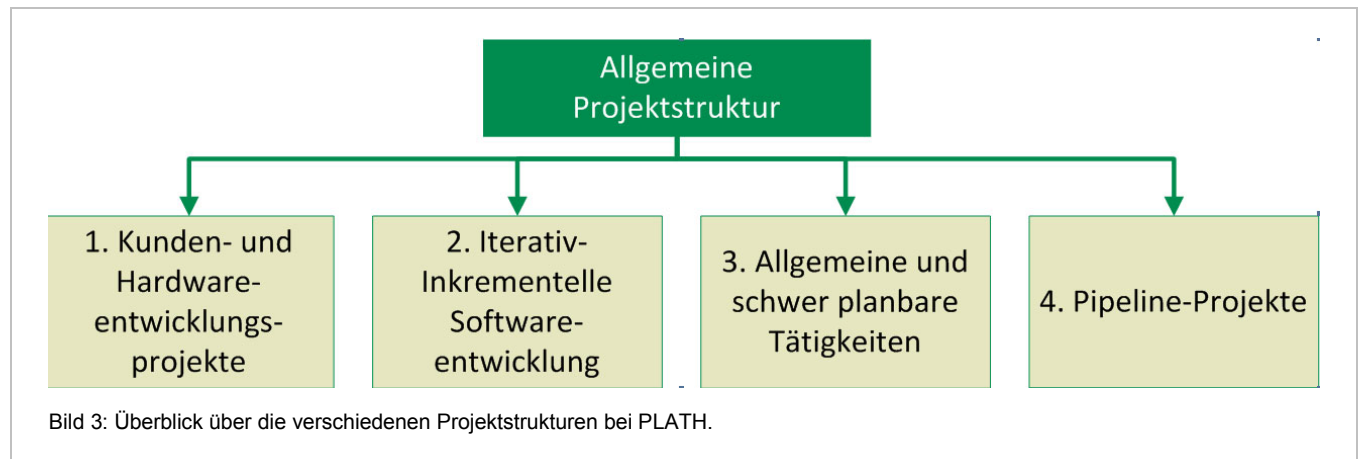 Allgemeine
Projektstruktur
1. Kunden- und
Hardware-
entwicklungs-
projekte
2. Iterativ-
Inkrementelle
Software-
entwicklung
3. Allgemeine und
schwer planbare
Tätigkeiten
4. Pipeline-Projekte
Bild 3: Überblick über die verschiedenen Projektstrukturen bei PLATH.